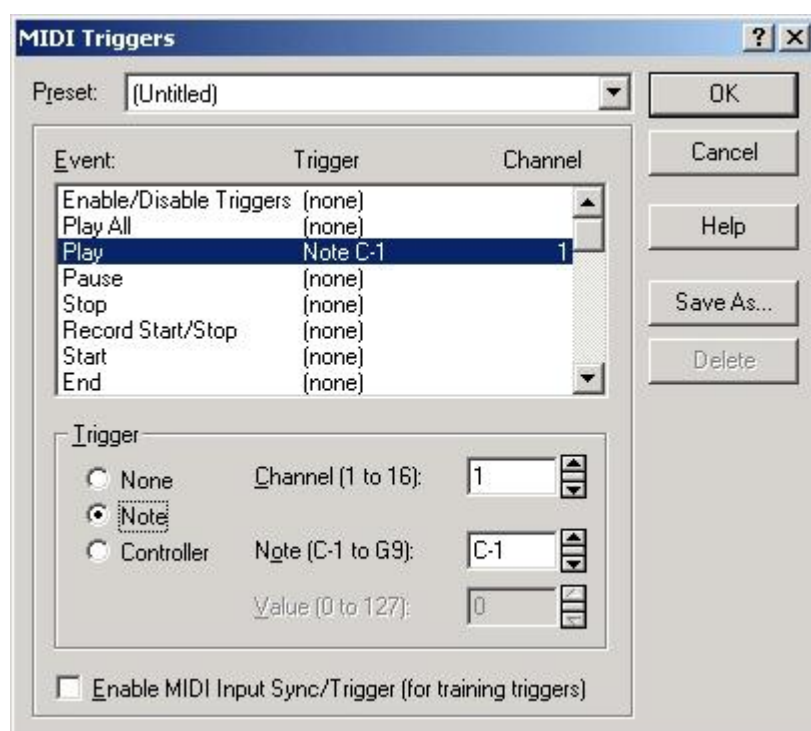 MIDI Triggers
Preset: (Untitled)
OK
Cancel
Help
Save As...
Delete
Event: Trigger Channel
Enable/Disable Triggers (none)
Play All (none)
Play Note C-1 1
Pause (none)
Stop (none)
Record Start/Stop (none)
Start (none)
End (none)
Trigger
None
Note
Controller
Channel (1 to 16): 1
Note (C-1 to G9): C-1
Value (0 to 127): 0
Enable MIDI Input Sync/Trigger (for training triggers)